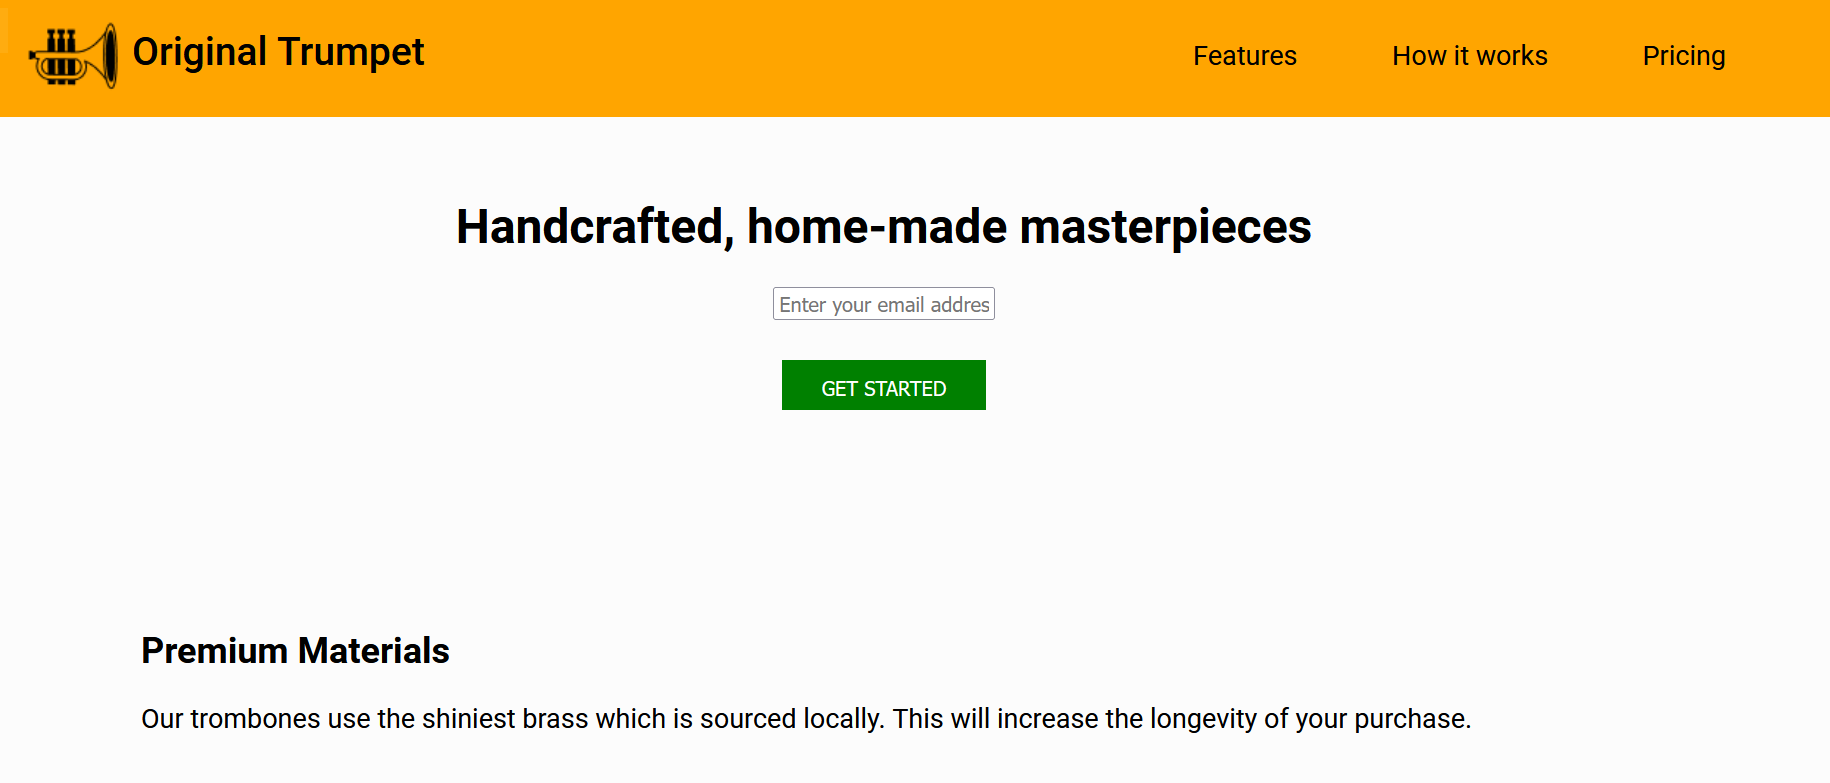 Original Trumpet
Features
How it works
Pricing
Handcrafted, home-made masterpieces
Enter your email addres
GET STARTED
Premium Materials
Our trombones use the shiniest brass which is sourced locally. This will increase the longevity of your purchase.